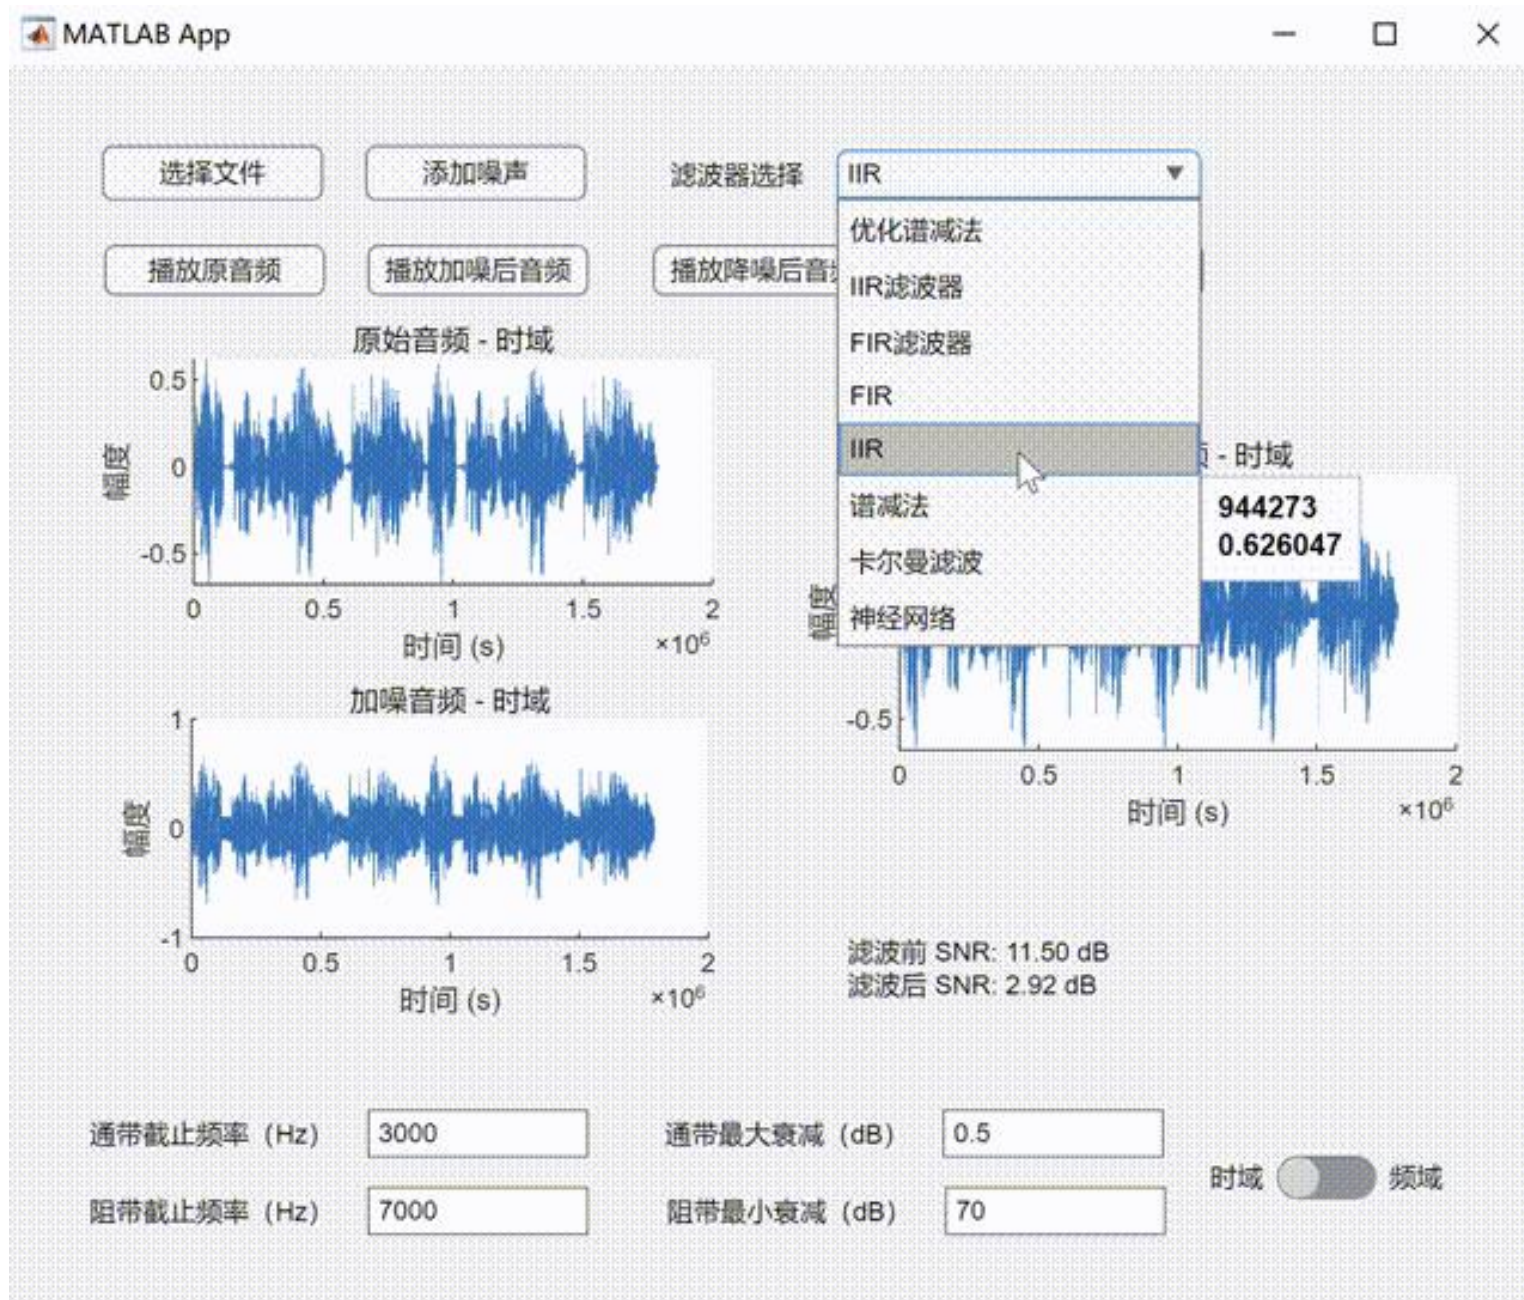 MATLAB App
选择文件
添加噪声
滤波器选择
IIR
优化谱减法
IIR滤波器
FIR滤波器
FIR
IIR
谱减法
卡尔曼滤波
神经网络
播放原音频
播放加噪后音频
播放降噪后音
原始音频 - 时域
0.5
0
-0.5
幅度
0 0.5 1 1.5 2
时间 (s)
×10⁶
- 时域
944273
0.626047
幅度
-0.5
0 0.5 1 1.5 2
时间 (s)
×10⁶
加噪音频 - 时域
1
0
-1
幅度
0 0.5 1 1.5 2
时间 (s)
×10⁶
滤波前 SNR: 11.50 dB
滤波后 SNR: 2.92 dB
通带截止频率（Hz）
3000
通带最大衰减（dB）
0.5
阻带截止频率（Hz）
7000
阻带最小衰减（dB）
70
时域
频域